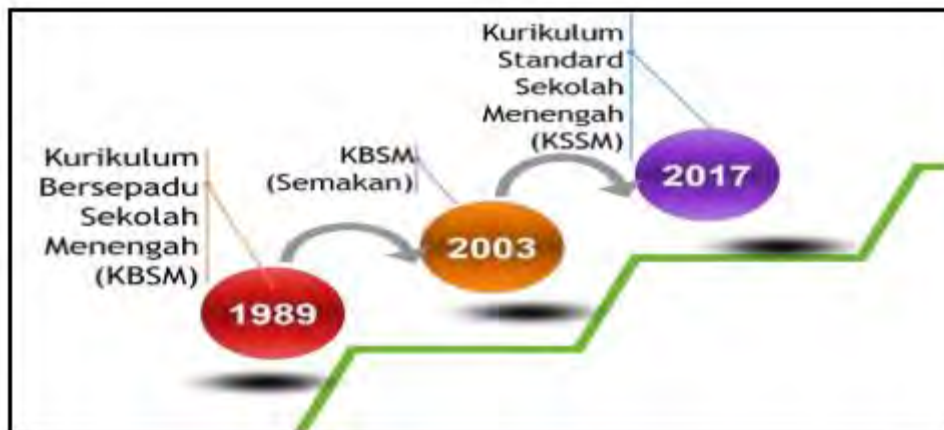 Kurikulum
Bersepadu
Sekolah
Menengah
(KBSM)
1989
KBSM
(Semakan)
2003
Kurikulum
Standard
Sekolah
Menengah
(KSSM)
2017